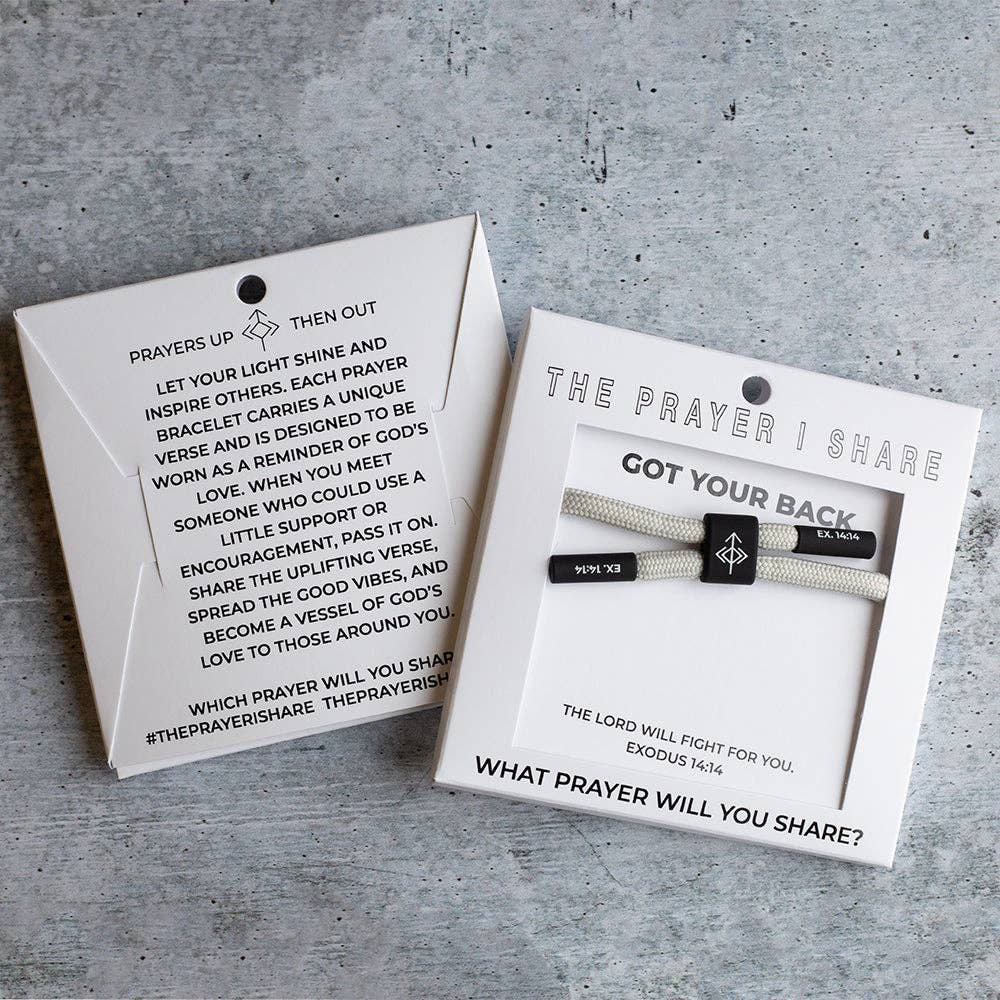 PRAYERS UP THEN OUT
LET YOUR LIGHT SHINE AND
INSPIRE OTHERS. EACH PRAYER
BRACELET CARRIES A UNIQUE
VERSE AND IS DESIGNED TO BE
WORN AS A REMINDER OF GOD'S
LOVE. WHEN YOU MEET
SOMEONE WHO COULD USE A
LITTLE SUPPORT OR
ENCOURAGEMENT, PASS IT ON.
SHARE THE UPLIFTING VERSE,
SPREAD THE GOOD VIBES, AND
BECOME A VESSEL OF GOD'S
LOVE TO THOSE AROUND YOU.
WHICH PRAYER WILL YOU SHAR
#THEPRAYERISHARE THEPRAYERISH
THE PRAYER I SHARE
GOT YOUR BACK
EX. 14:14
EX. 14:14
THE LORD WILL FIGHT FOR YOU.
EXODUS 14:14
WHAT PRAYER WILL YOU SHARE?